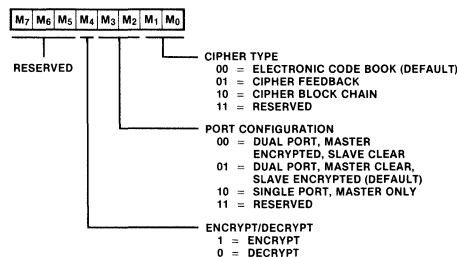 M7 M6 M5 M4 M3 M2 M1 M0
RESERVED
CIPHER TYPE
00 = ELECTRONIC CODE BOOK (DEFAULT)
01 = CIPHER FEEDBACK
10 = CIPHER BLOCK CHAIN
11 = RESERVED
PORT CONFIGURATION
00 = DUAL PORT, MASTER
ENCRYPTED, SLAVE CLEAR
01 = DUAL PORT, MASTER CLEAR,
SLAVE ENCRYPTED (DEFAULT)
10 = SINGLE PORT, MASTER ONLY
11 = RESERVED
ENCRYPT/DECRYPT
1 = ENCRYPT
0 = DECRYPT